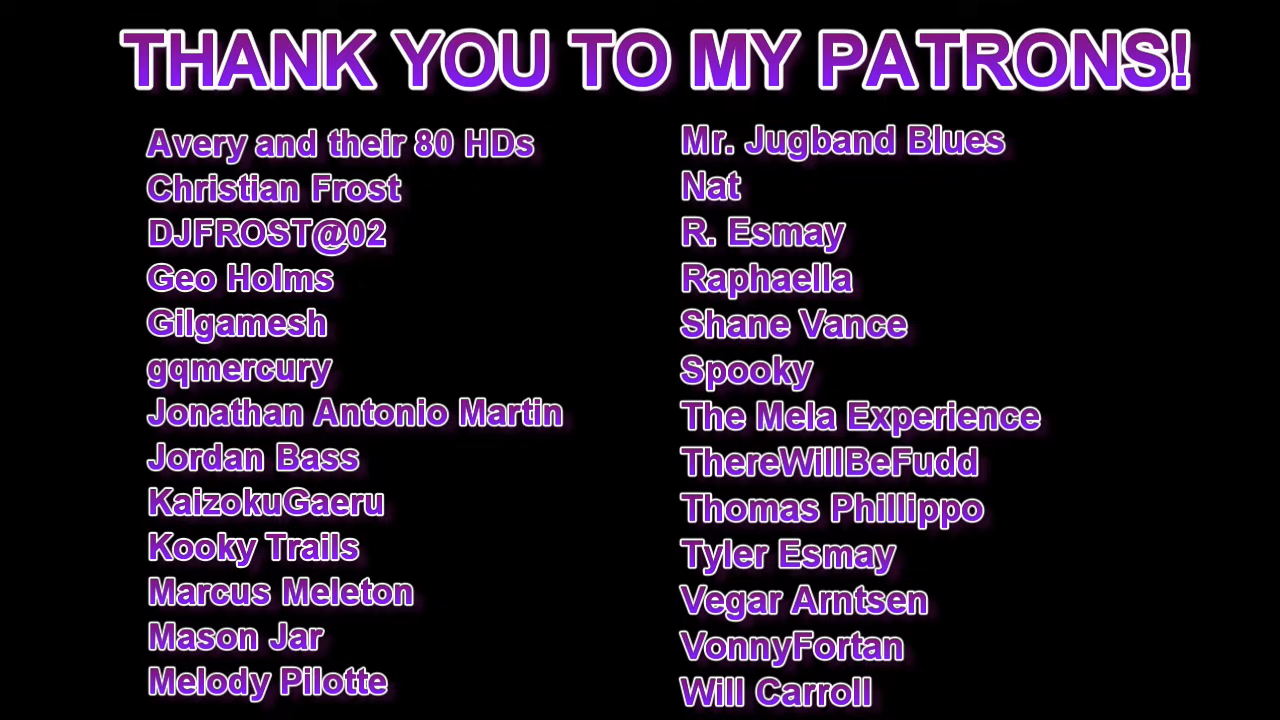 THANK YOU TO MY PATRONS!
Avery and their 80 HDs
Christian Frost
DJFROST@02
Geo Holms
Gilgamesh
gqmercury
Jonathan Antonio Martin
Jordan Bass
KaizokuGaeru
Kooky Trails
Marcus Meleton
Mason Jar
Melody Pilotte
Mr. Jugband Blues
Nat
R. Esmay
Raphaella
Shane Vance
Spooky
The Mela Experience
ThereWillBeFudd
Thomas Phillippo
Tyler Esmay
Vegar Arntsen
VonnyFortan
Will Carroll